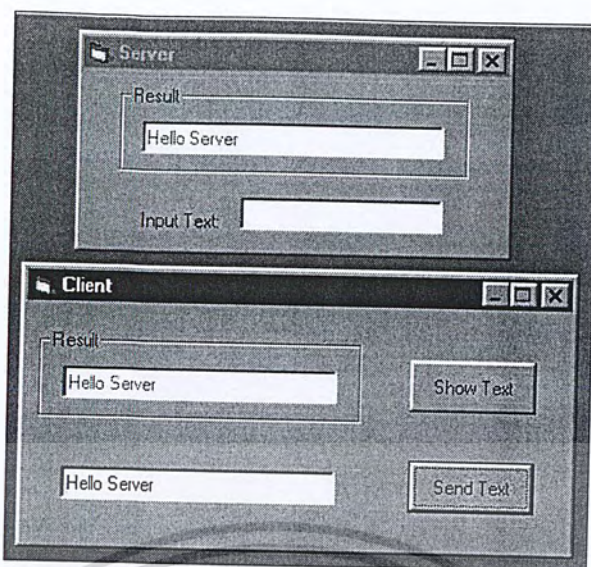 Server
Result
Hello Server
Input Text:
Client
Result
Hello Server
Show Text
Hello Server
Send Text